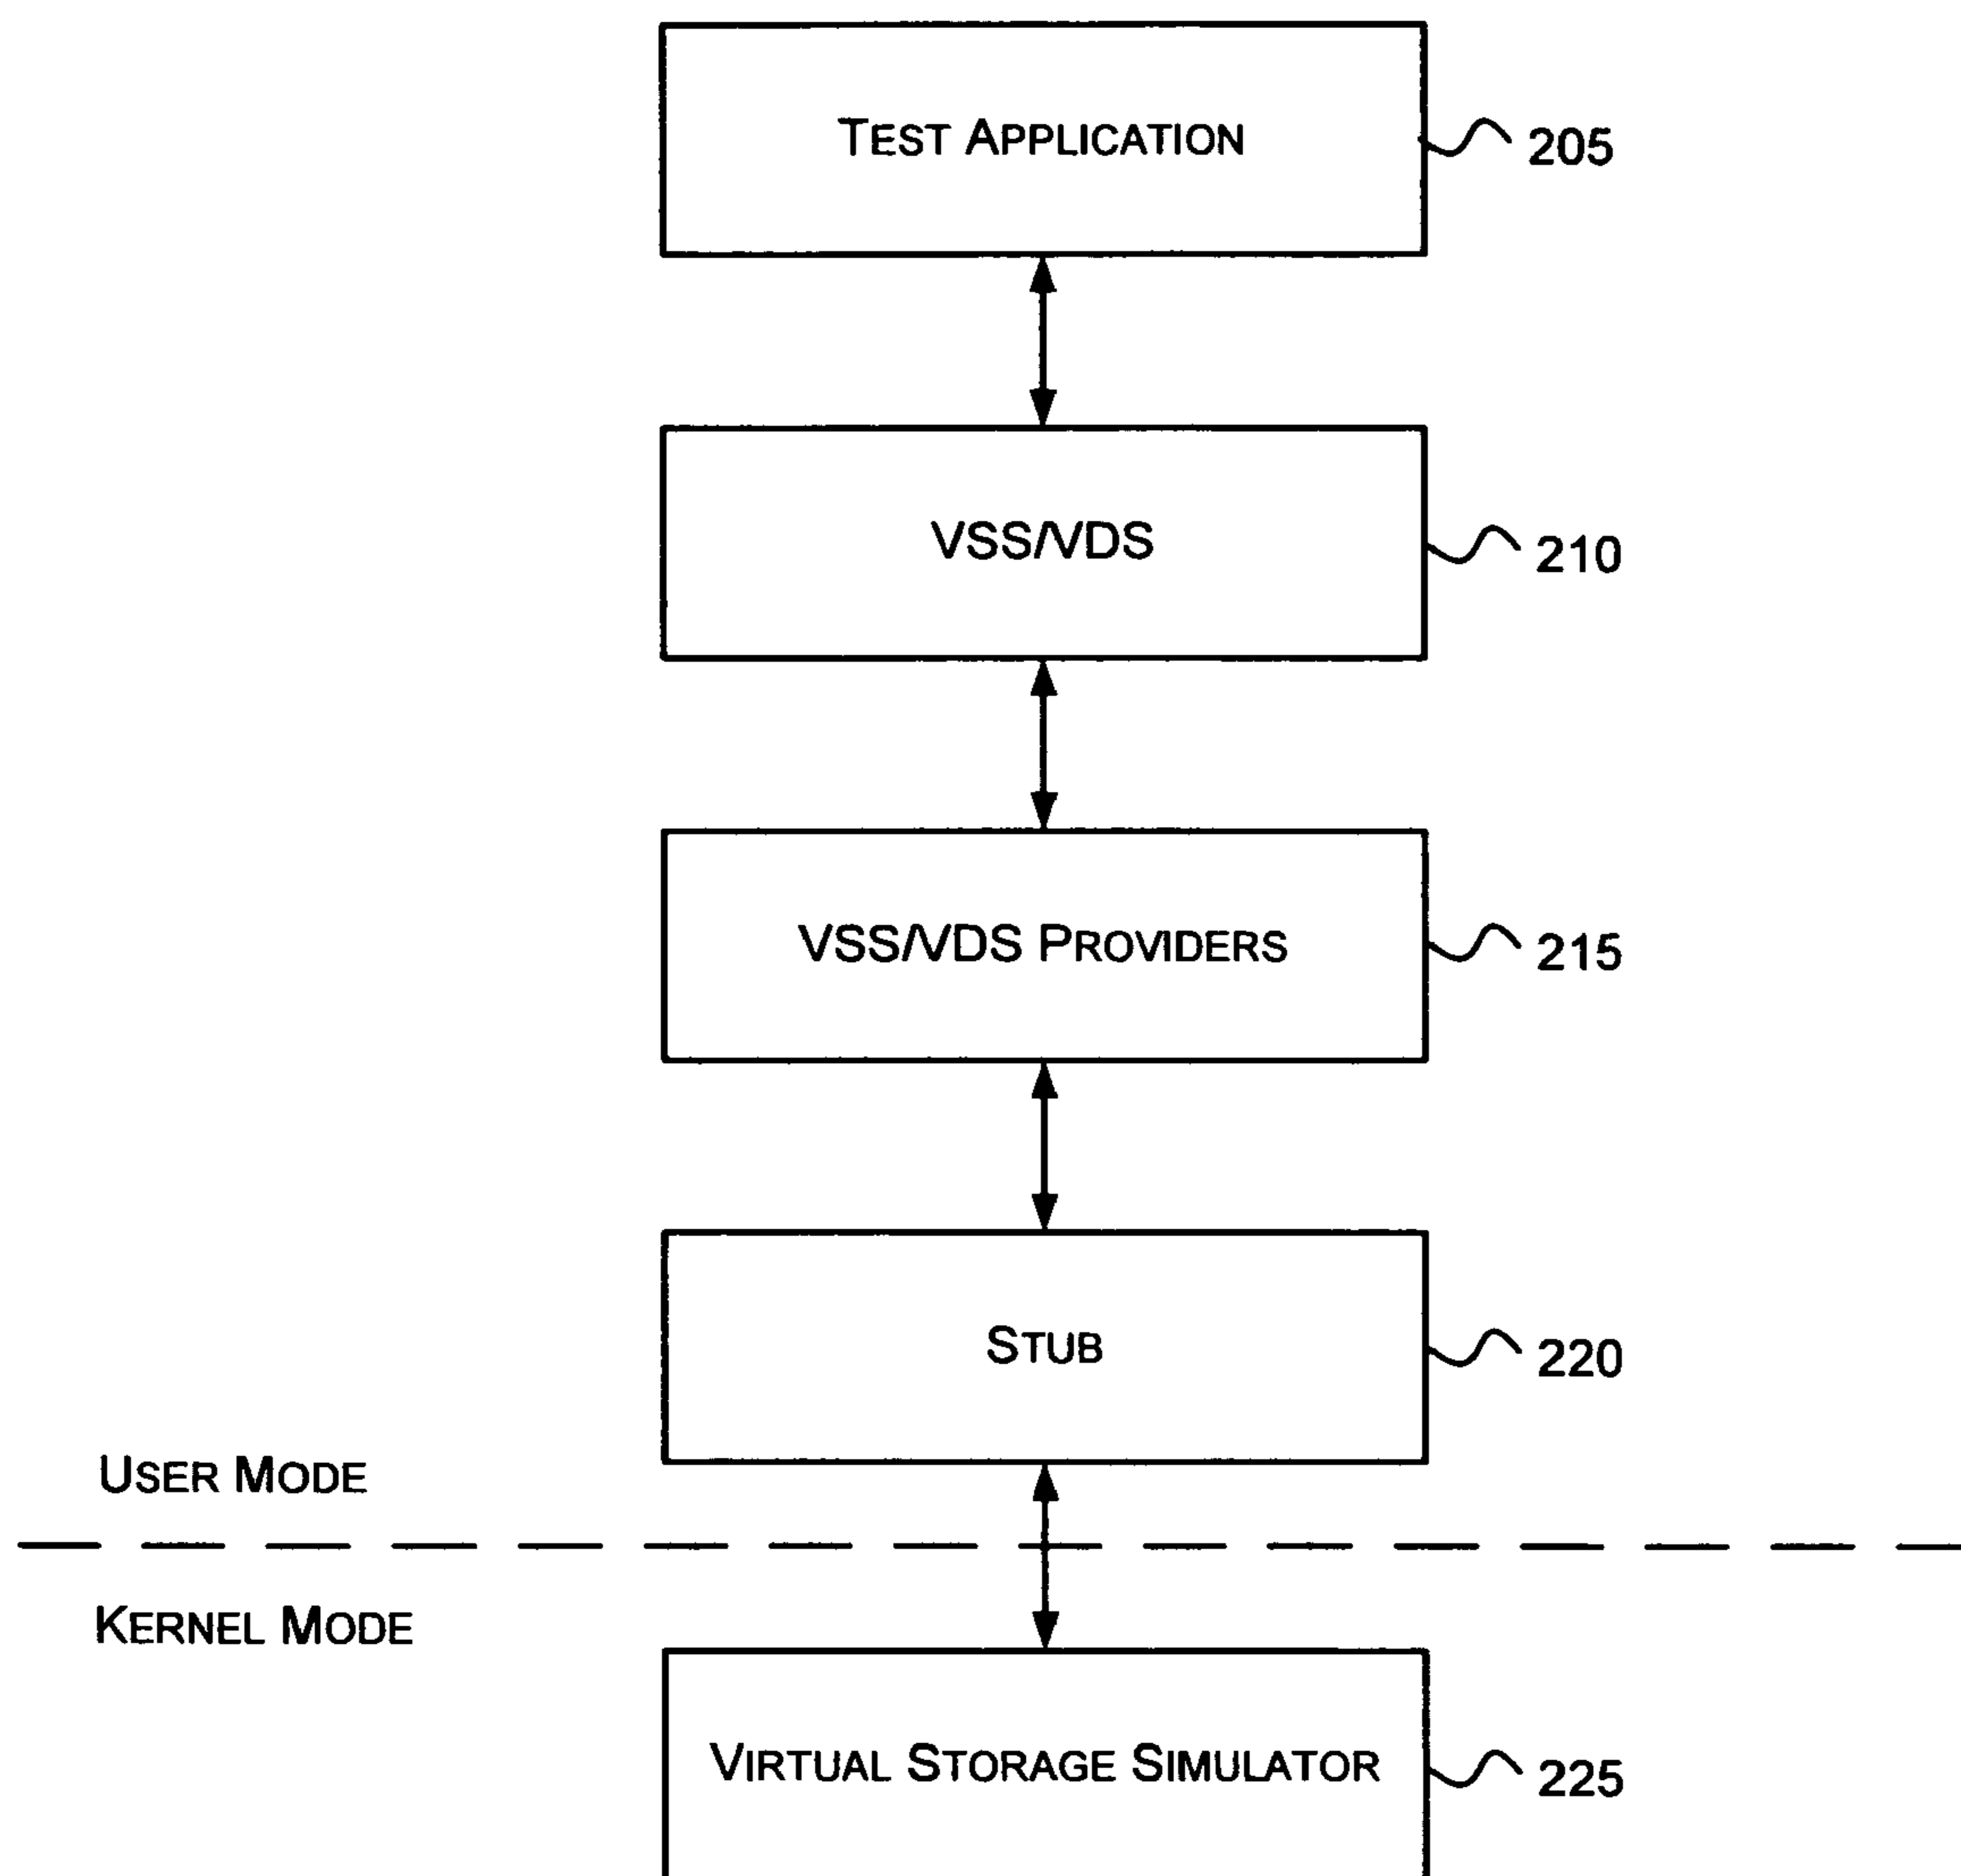 TEST APPLICATION
205
VSS/VDS
210
VSS/VDS PROVIDERS
215
STUB
220
USER MODE
KERNEL MODE
VIRTUAL STORAGE SIMULATOR
225